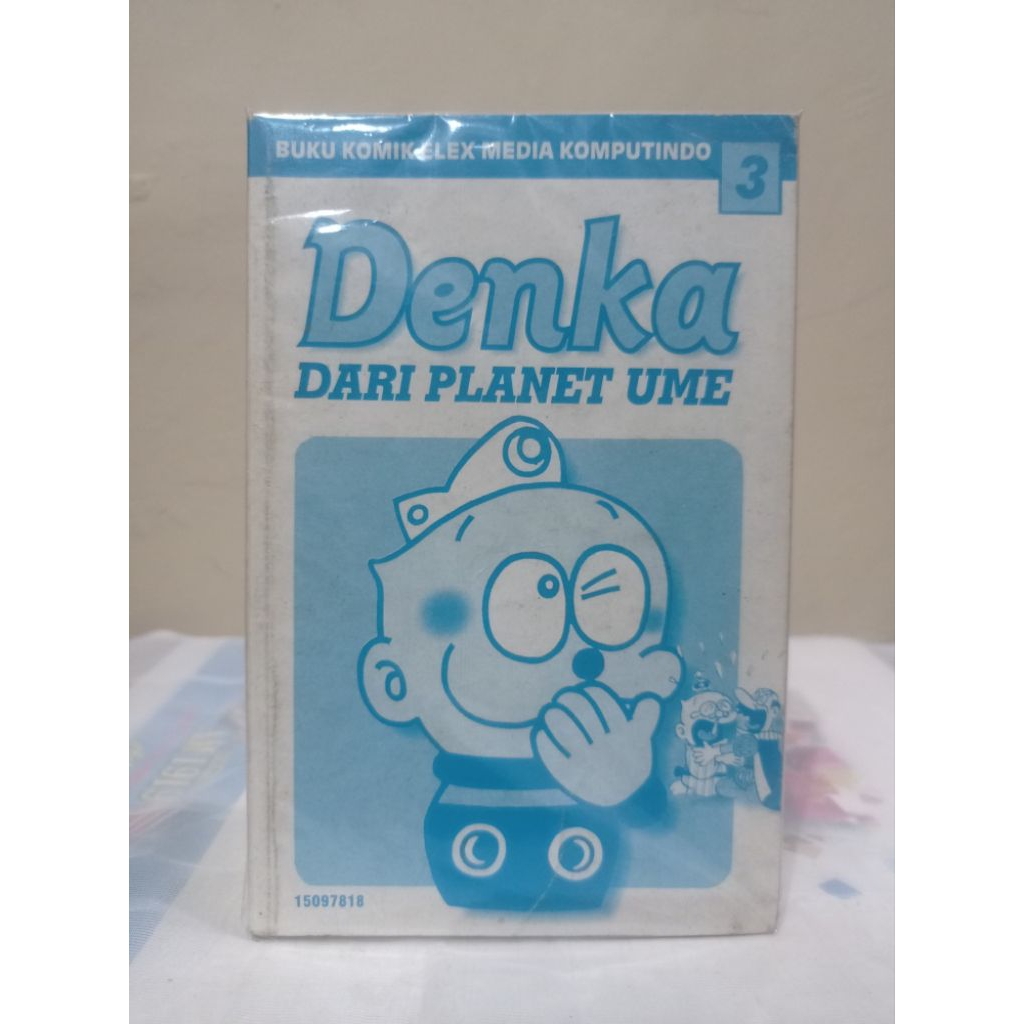 BUKU KOMIK ELEX MEDIA KOMPUTINDO
3
Denka
DARI PLANET UME
15097818